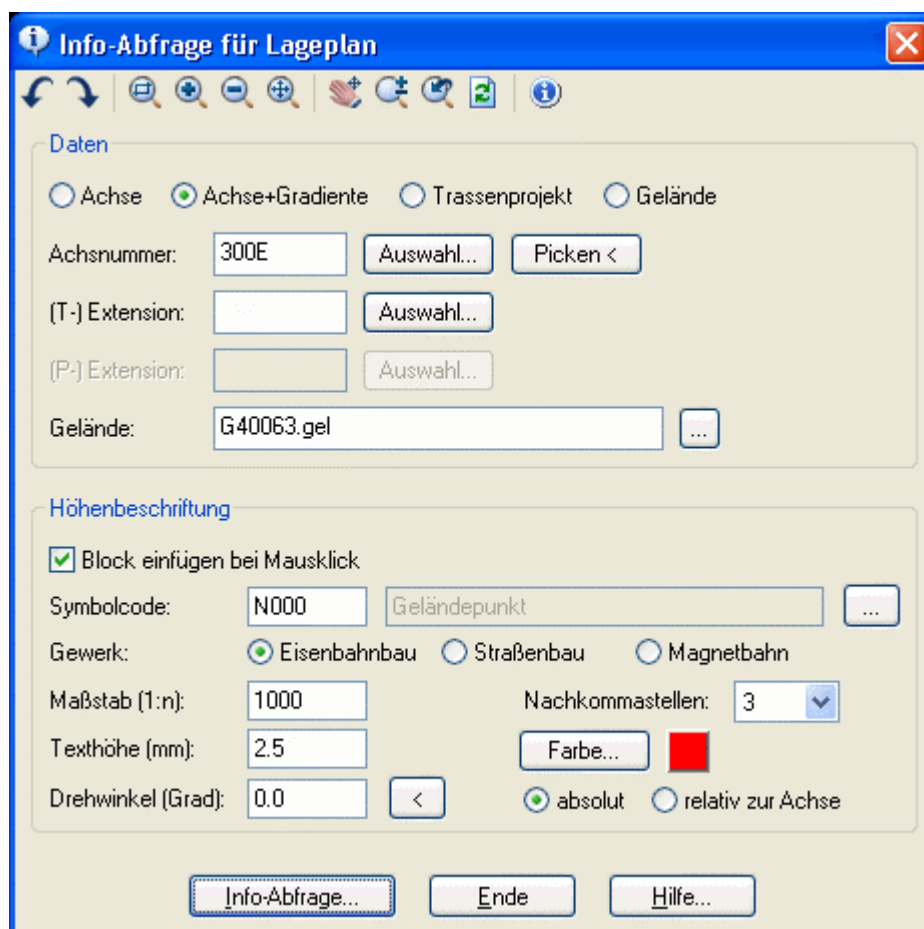 Info-Abfrage für Lageplan
Daten
Achse Achse+Gradiente Trassenprojekt Gelände
Achsnummer: 300E Auswahl... Picken <
(T-) Extension: Auswahl...
(P-) Extension: Auswahl...
Gelände: G40063.gel ...
Höhenbeschriftung
Block einfügen bei Mausklick
Symbolcode: N000 Geländepunkt ...
Gewerk: Eisenbahnbau Straßenbau Magnetbahn
Maßstab (1:n): 1000 Nachkommastellen: 3
Texthöhe (mm): 2.5 Farbe...
Drehwinkel (Grad): 0.0 < absolut relativ zur Achse
Info-Abfrage... Ende Hilfe...